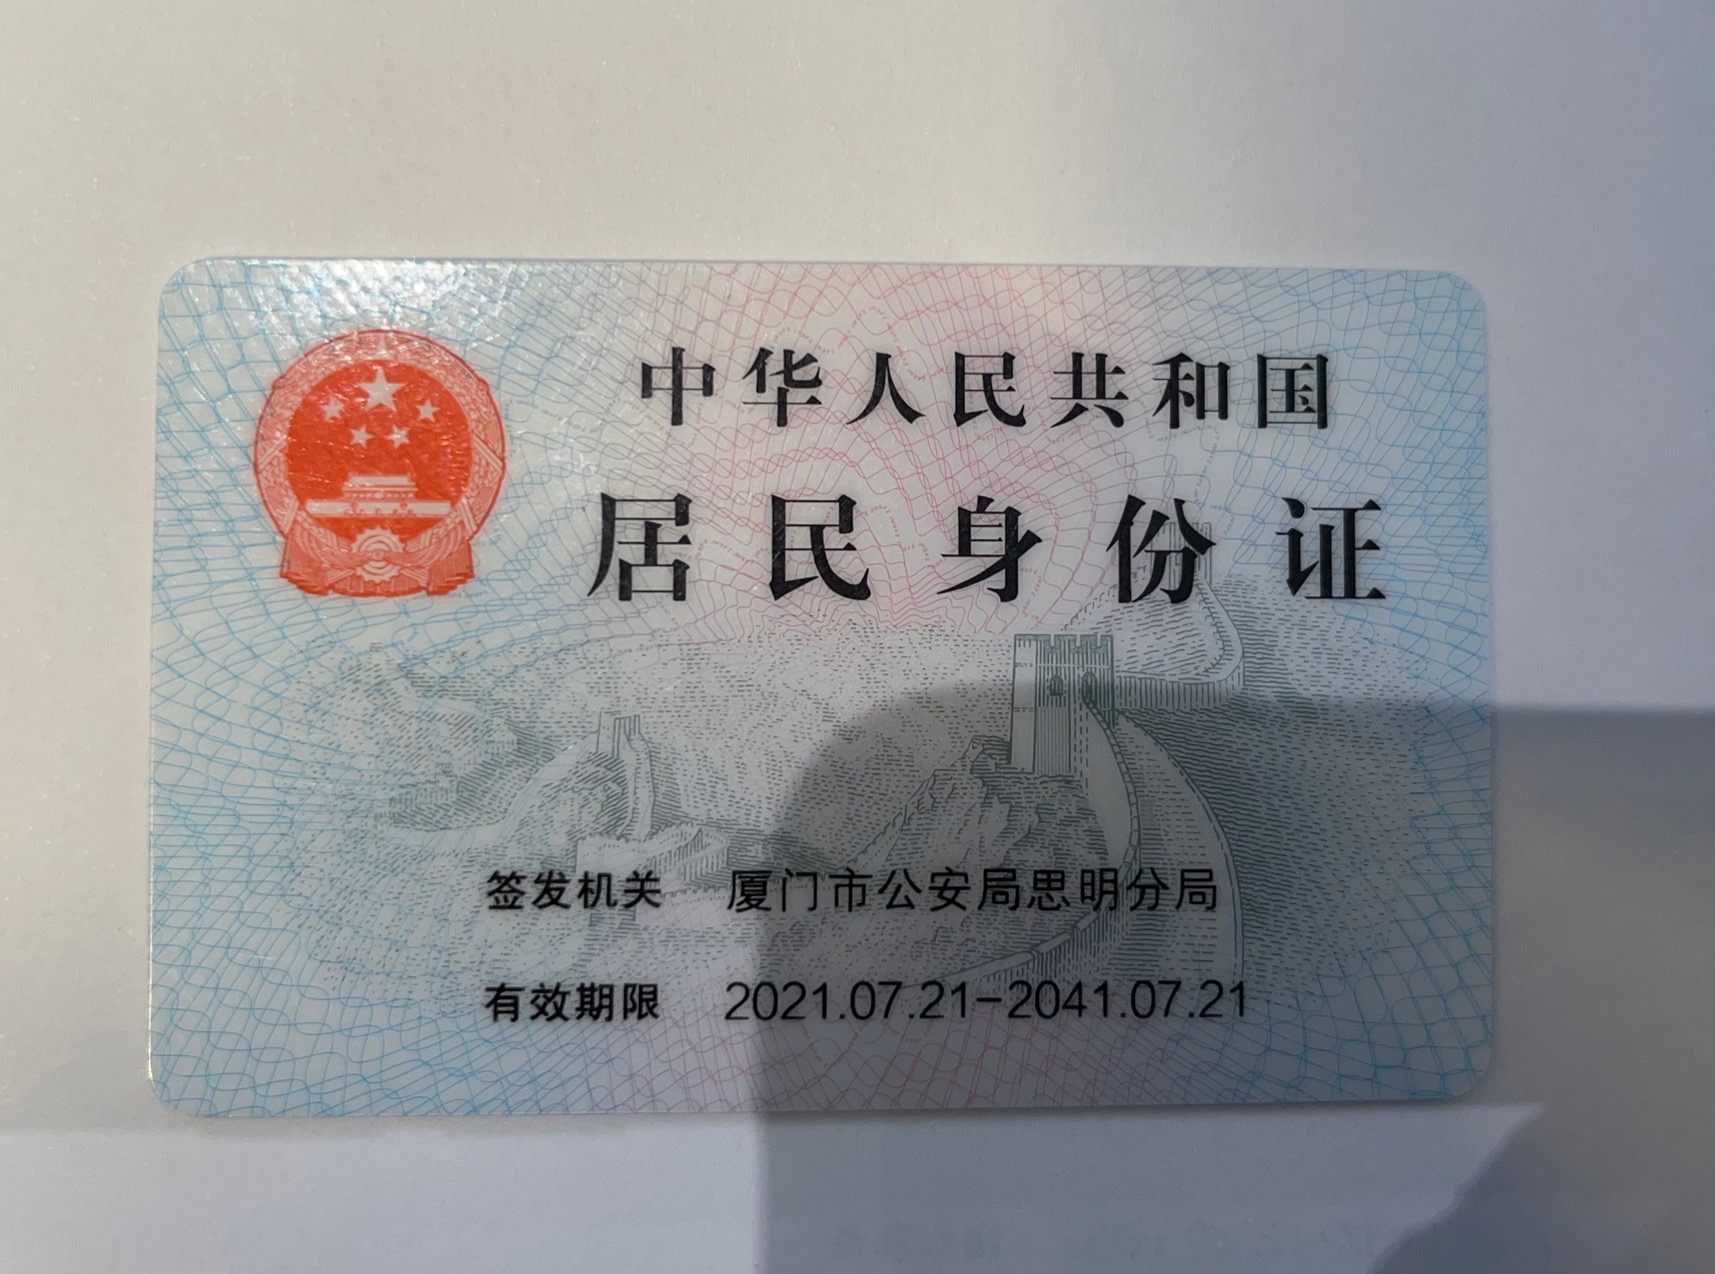 中华人民共和国
居民身份证
签发机关 厦门市公安局思明分局
有效期限 2021.07.21-2041.07.21